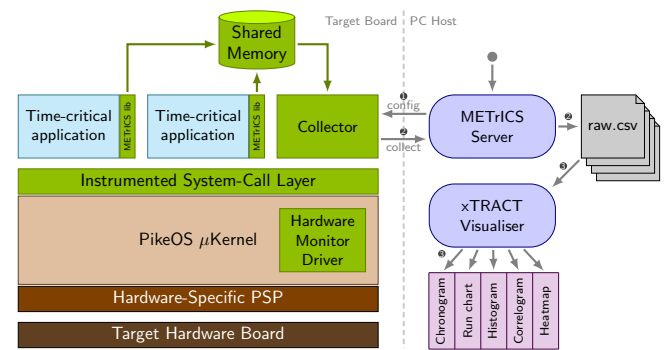 Target Board
PC Host
Shared
Memory
Time-critical
application
METrICS lib
Time-critical
application
METrICS lib
Collector
❶
config
❷
collect
METrICS
Server
❷
raw.csv
Instrumented System-Call Layer
❸
xTRACT
Visualiser
PikeOS μKernel
Hardware
Monitor
Driver
❸
Chronogram
Run chart
Histogram
Correlogram
Heatmap
Hardware-Specific PSP
Target Hardware Board